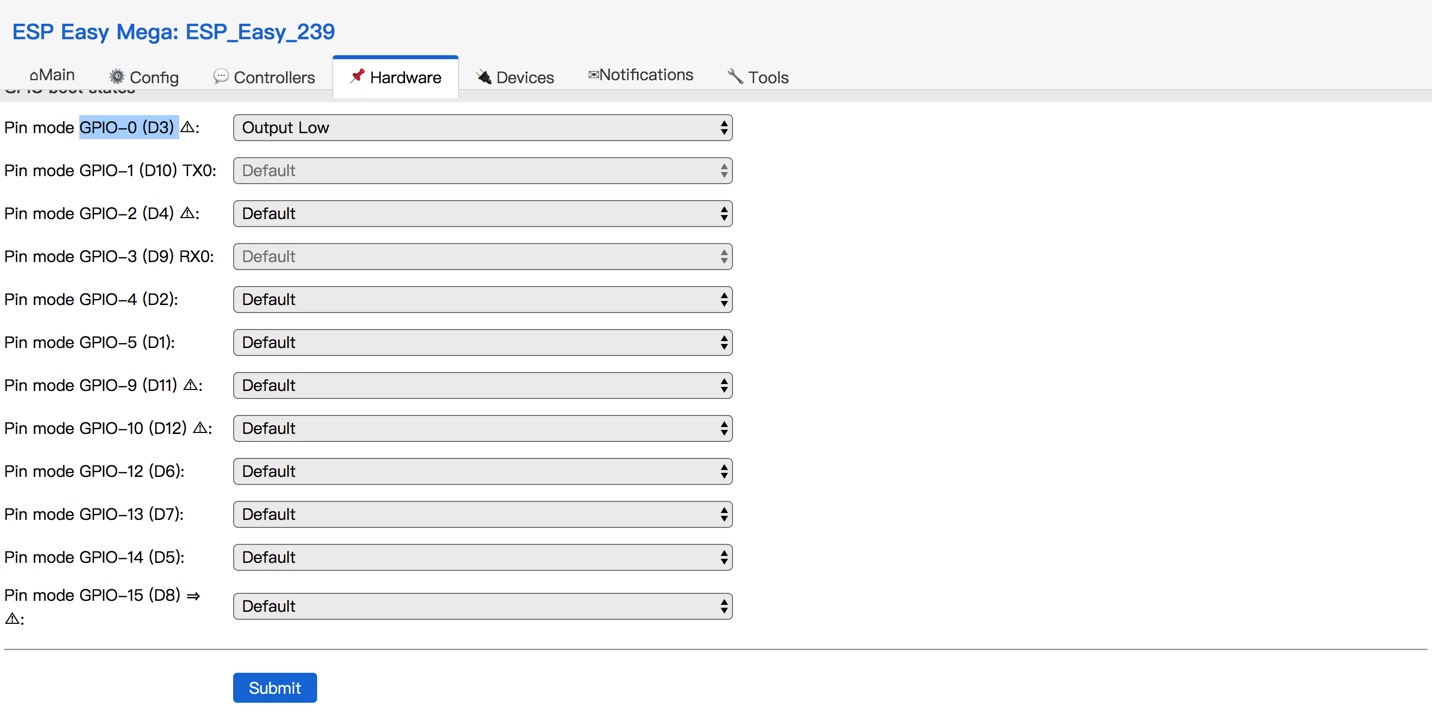 ESP Easy Mega: ESP_Easy_239
⌂Main ⚙Config 💬Controllers 📌Hardware 🔌Devices ✉Notifications 🔧Tools
GPIO boot states
Pin mode GPIO-0 (D3) ⚠: Output Low
Pin mode GPIO-1 (D10) TX0: Default
Pin mode GPIO-2 (D4) ⚠: Default
Pin mode GPIO-3 (D9) RX0: Default
Pin mode GPIO-4 (D2): Default
Pin mode GPIO-5 (D1): Default
Pin mode GPIO-9 (D11) ⚠: Default
Pin mode GPIO-10 (D12) ⚠: Default
Pin mode GPIO-12 (D6): Default
Pin mode GPIO-13 (D7): Default
Pin mode GPIO-14 (D5): Default
Pin mode GPIO-15 (D8) ⇒ Default
⚠:
Submit